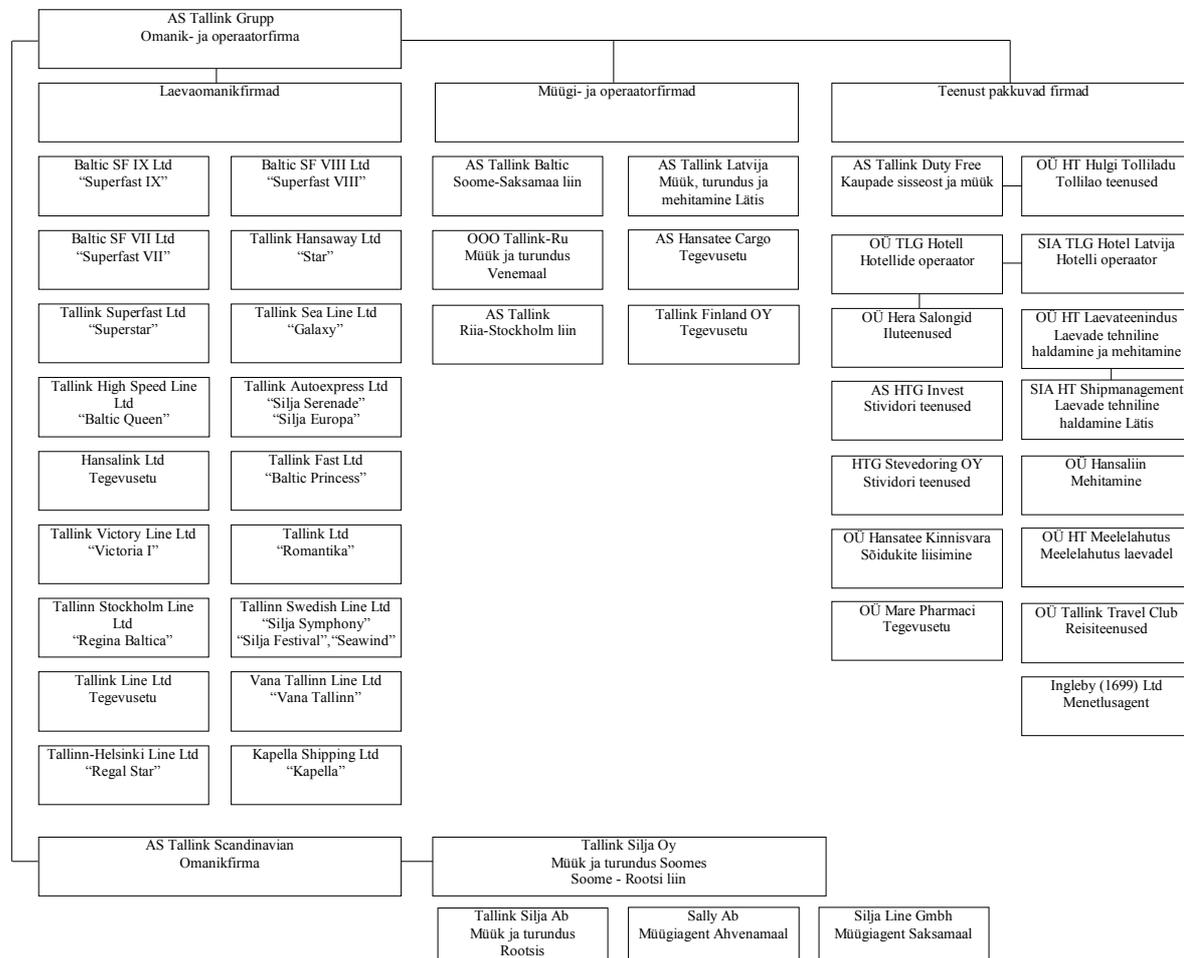 AS Tallink Grupp
Omanik- ja operaatorfirma
Laevaomanikfirmad
Müügi- ja operaatorfirmad
Teenust pakkuvad firmad
Baltic SF IX Ltd
“Superfast IX”
Baltic SF VIII Ltd
“Superfast VIII”
AS Tallink Baltic
Soome-Saksamaa liin
AS Tallink Latvija
Müük, turundus ja
mehitamine Lätis
AS Tallink Duty Free
Kaupade sisseost ja müük
OÜ HT Hulgi Tolliladu
Tollilao teenused
Baltic SF VII Ltd
“Superfast VII”
Tallink Hansaway Ltd
“Star”
OOO Tallink-Ru
Müük ja turundus
Venemaal
AS Hansatee Cargo
Tegevusetu
OÜ TLG Hotell
Hotellide operaator
SIA TLG Hotel Latvija
Hotelli operaator
Tallink Superfast Ltd
“Superstar”
Tallink Sea Line Ltd
“Galaxy”
AS Tallink
Riia-Stockholm liin
Tallink Finland OY
Tegevusetu
OÜ Hera Salongid
Iluteenused
OÜ HT Laevateenindus
Laevade tehniline
haldamine ja mehitamine
Tallink High Speed Line
Ltd
“Baltic Queen”
Tallink Autoexpress Ltd
“Silja Serenade”
“Silja Europa”
AS HTG Invest
Stividori teenused
SIA HT Shipmanagement
Laevade tehniline
haldamine Lätis
Hansalink Ltd
Tegevusetu
Tallink Fast Ltd
“Baltic Princess”
HTG Stevedoring OY
Stividori teenused
OÜ Hansaliin
Mehitamine
Tallink Victory Line Ltd
“Victoria I”
Tallink Ltd
“Romantika”
OÜ Hansatee Kinnisvara
Sõidukite liisimine
OÜ HT Meelelahutus
Meelelahutus laevadel
Tallinn Stockholm Line
Ltd
“Regina Baltica”
Tallinn Swedish Line Ltd
“Silja Symphony”
“Silja Festival”,“Seawind”
OÜ Mare Pharmaci
Tegevusetu
OÜ Tallink Travel Club
Reisiteenused
Tallink Line Ltd
Tegevusetu
Vana Tallinn Line Ltd
“Vana Tallinn”
Ingleby (1699) Ltd
Menetlusagent
Tallinn-Helsinki Line Ltd
“Regal Star”
Kapella Shipping Ltd
“Kapella”
AS Tallink Scandinavian
Omanikfirma
Tallink Silja Oy
Müük ja turundus Soomes
Soome - Rootsi liin
Tallink Silja Ab
Müük ja turundus
Rootsis
Sally Ab
Müügiagent Ahvenamaal
Silja Line Gmbh
Müügiagent Saksamaal